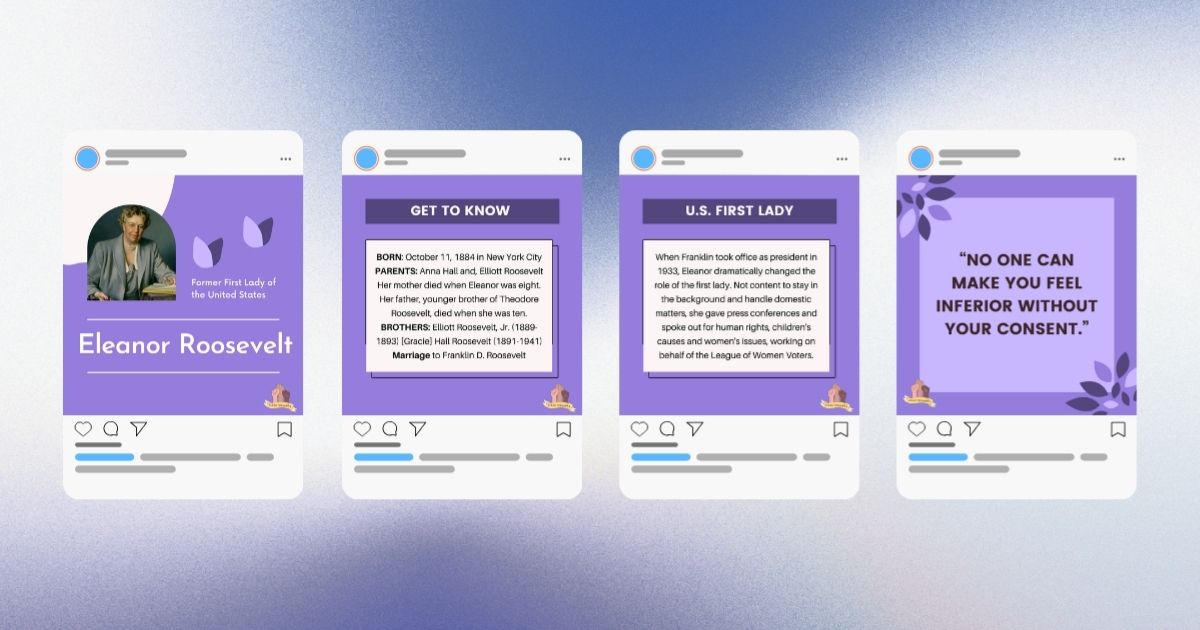 Former First Lady of
the United States
Eleanor Roosevelt
GET TO KNOW
BORN: October 11, 1884 in New York City
PARENTS: Anna Hall and, Elliott Roosevelt
Her mother died when Eleanor was eight.
Her father, younger brother of Theodore
Roosevelt, died when she was ten.
BROTHERS: Elliott Roosevelt, Jr. (1889-
1893) [Gracie] Hall Roosevelt (1891-1941)
Marriage to Franklin D. Roosevelt
U.S. FIRST LADY
When Franklin took office as president in
1933, Eleanor dramatically changed the
role of the first lady. Not content to stay in
the background and handle domestic
matters, she gave press conferences and
spoke out for human rights, children's
causes and women's issues, working on
behalf of the League of Women Voters.
"NO ONE CAN
MAKE YOU FEEL
INFERIOR WITHOUT
YOUR CONSENT."